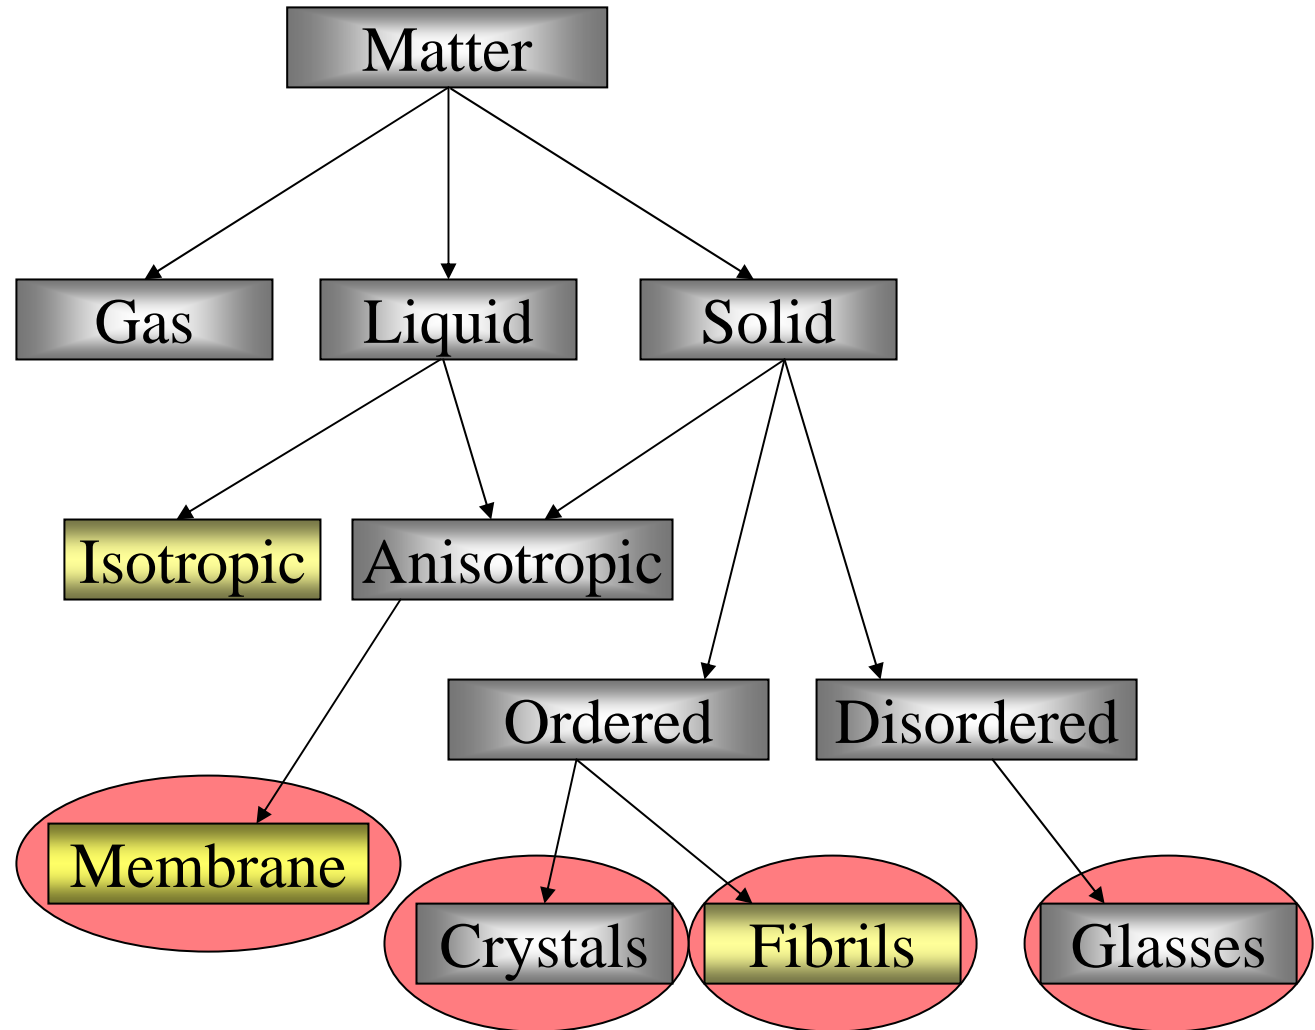 Matter
Gas
Liquid
Solid
Isotropic
Anisotropic
Ordered
Disordered
Membrane
Crystals
Fibrils
Glasses